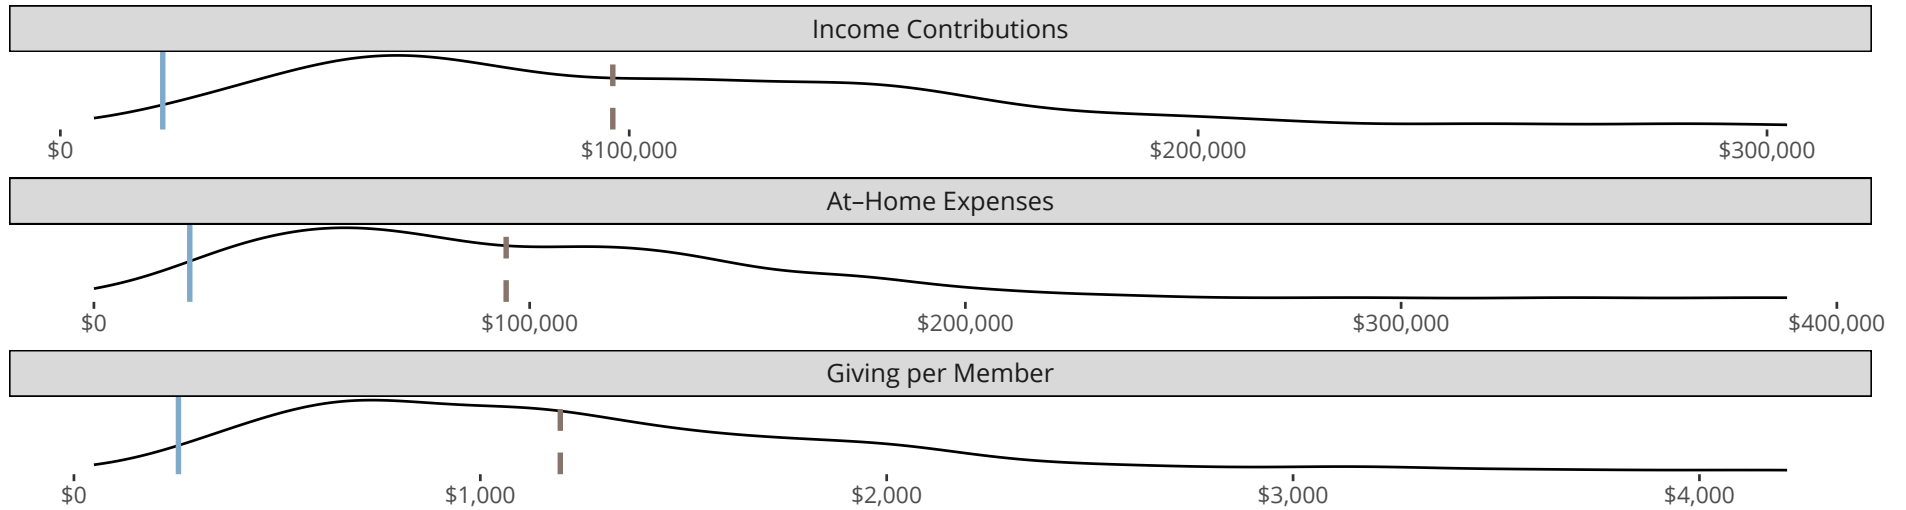 Income Contributions
$0 $100,000 $200,000 $300,000
At–Home Expenses
$0 $100,000 $200,000 $300,000 $400,000
Giving per Member
$0 $1,000 $2,000 $3,000 $4,000